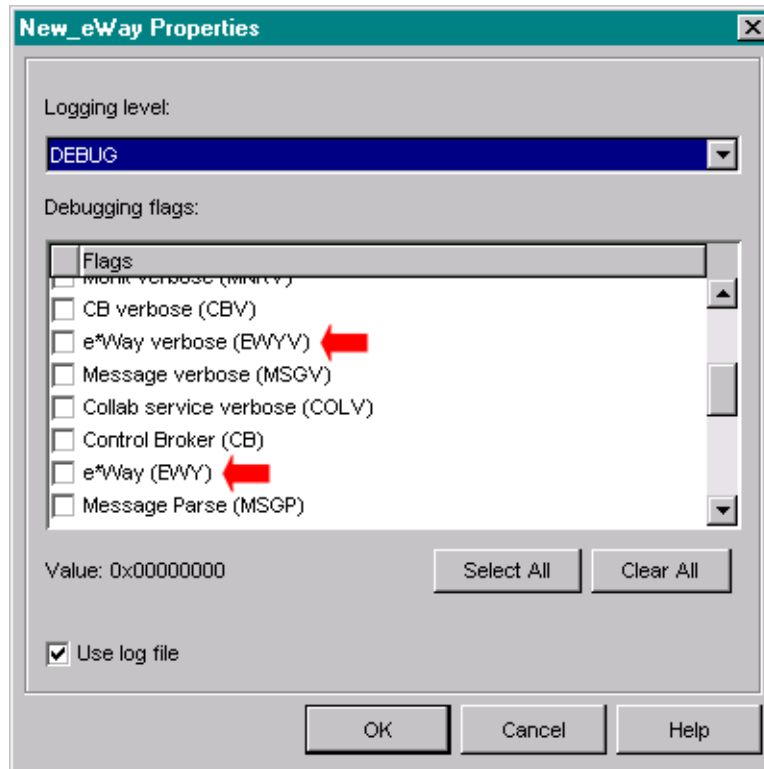 New_eWay Properties
Logging level:
DEBUG
Debugging flags:
Flags
verbose (MNRV)
CB verbose (CBV)
e*Way verbose (EWYV)
Message verbose (MSGV)
Collab service verbose (COLV)
Control Broker (CB)
e*Way (EWY)
Message Parse (MSGP)
Value: 0x00000000
Select All
Clear All
Use log file
OK
Cancel
Help